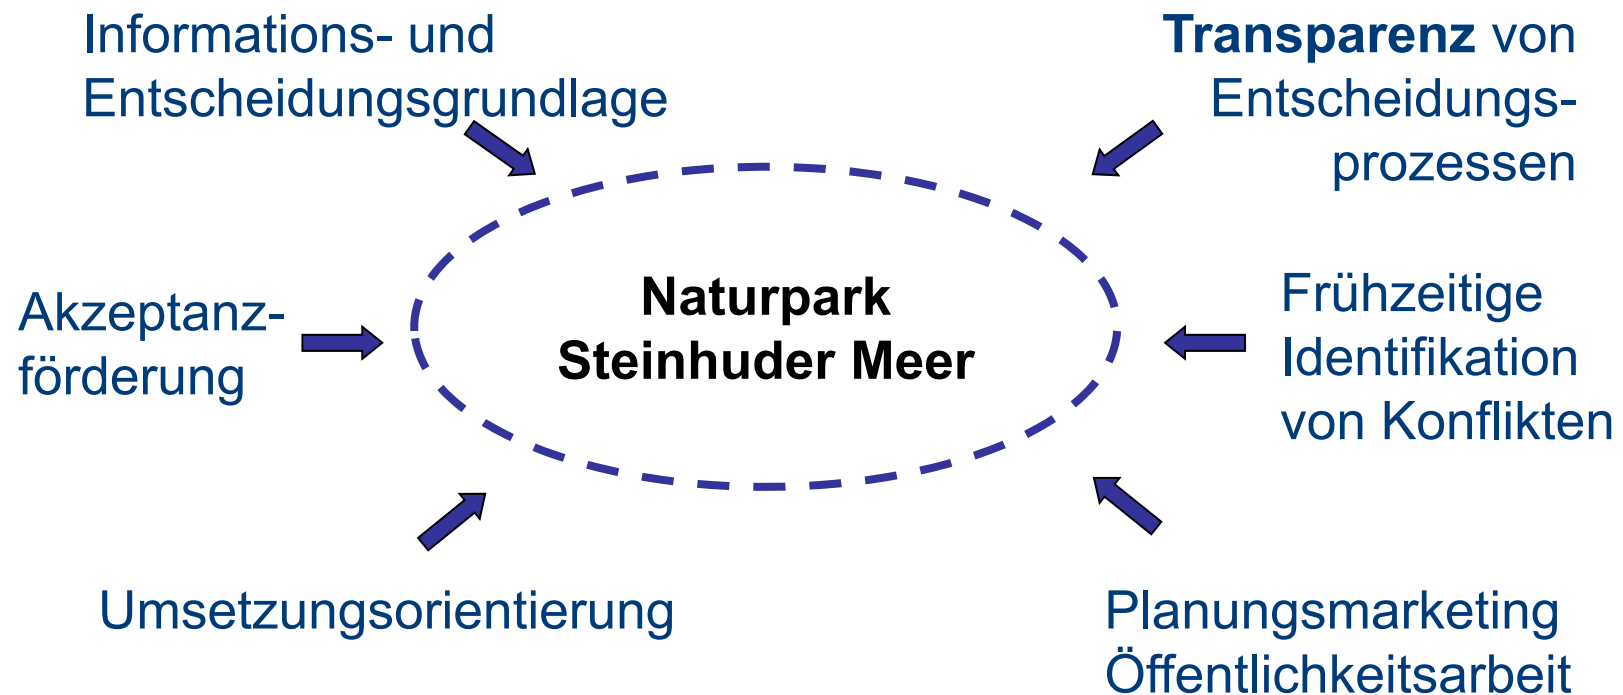 Informations- und
Entscheidungsgrundlage
Transparenz von
Entscheidungs-
prozessen
Akzeptanz-
förderung
Naturpark
Steinhuder Meer
Frühzeitige
Identifikation
von Konflikten
Umsetzungsorientierung
Planungsmarketing
Öffentlichkeitsarbeit